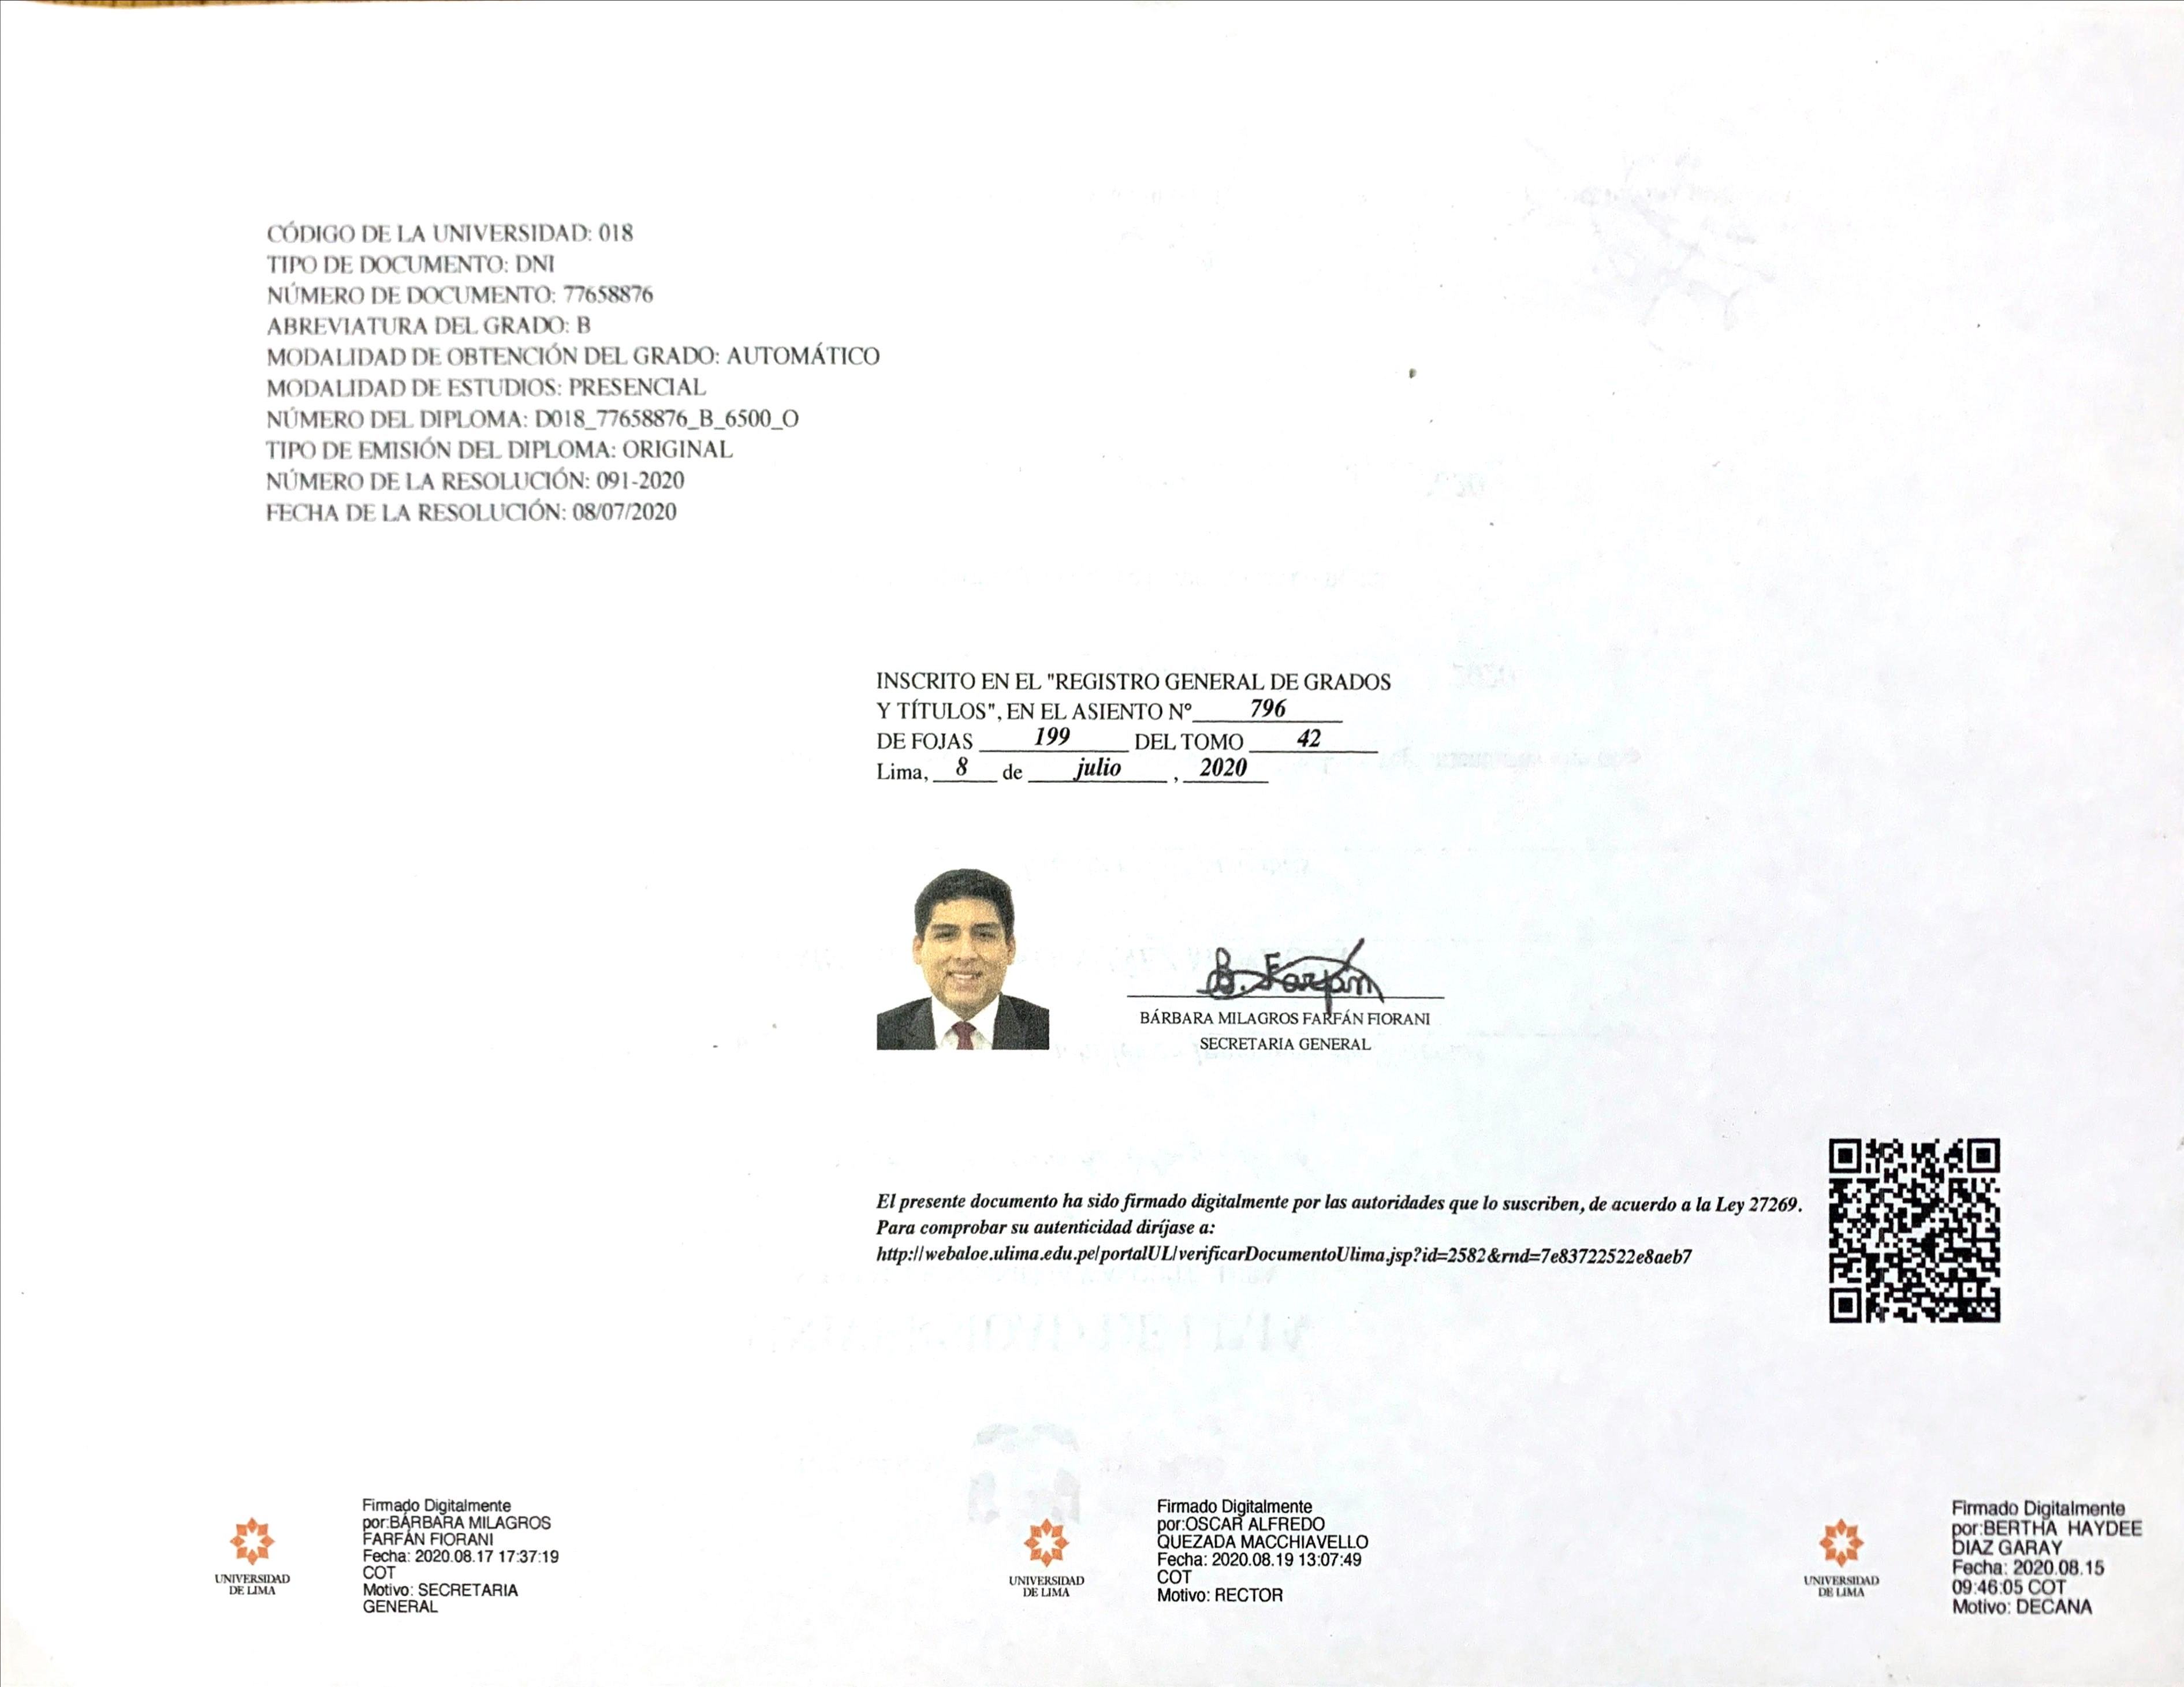 CÓDIGO DE LA UNIVERSIDAD: 018
TIPO DE DOCUMENTO: DNI
NÚMERO DE DOCUMENTO: 77658876
ABREVIATURA DEL GRADO: B
MODALIDAD DE OBTENCIÓN DEL GRADO: AUTOMÁTICO
MODALIDAD DE ESTUDIOS: PRESENCIAL
NÚMERO DEL DIPLOMA: D018_77658876_B_6500_O
TIPO DE EMISIÓN DEL DIPLOMA: ORIGINAL
NÚMERO DE LA RESOLUCIÓN: 091-2020
FECHA DE LA RESOLUCIÓN: 08/07/2020
INSCRITO EN EL "REGISTRO GENERAL DE GRADOS
Y TÍTULOS", EN EL ASIENTO Nº 796
DE FOJAS 199 DEL TOMO 42
Lima, 8 de julio, 2020
B. Farfán
BÁRBARA MILAGROS FARFÁN FIORANI
SECRETARIA GENERAL
El presente documento ha sido firmado digitalmente por las autoridades que lo suscriben, de acuerdo a la Ley 27269.
Para comprobar su autenticidad diríjase a:
http://webaloe.ulima.edu.pe/portalUL/verificarDocumentoUlima.jsp?id=2582&rnd=7e83722522e8aeb7
UNIVERSIDAD
DE LIMA
Firmado Digitalmente
por:BÁRBARA MILAGROS
FARFÁN FIORANI
Fecha: 2020.08.17 17:37:19
COT
Motivo: SECRETARIA
GENERAL
UNIVERSIDAD
DE LIMA
Firmado Digitalmente
por:OSCAR ALFREDO
QUEZADA MACCHIAVELLO
Fecha: 2020.08.19 13:07:49
COT
Motivo: RECTOR
UNIVERSIDAD
DE LIMA
Firmado Digitalmente
por:BERTHA HAYDEE
DIAZ GARAY
Fecha: 2020.08.15
09:46:05 COT
Motivo: DECANA